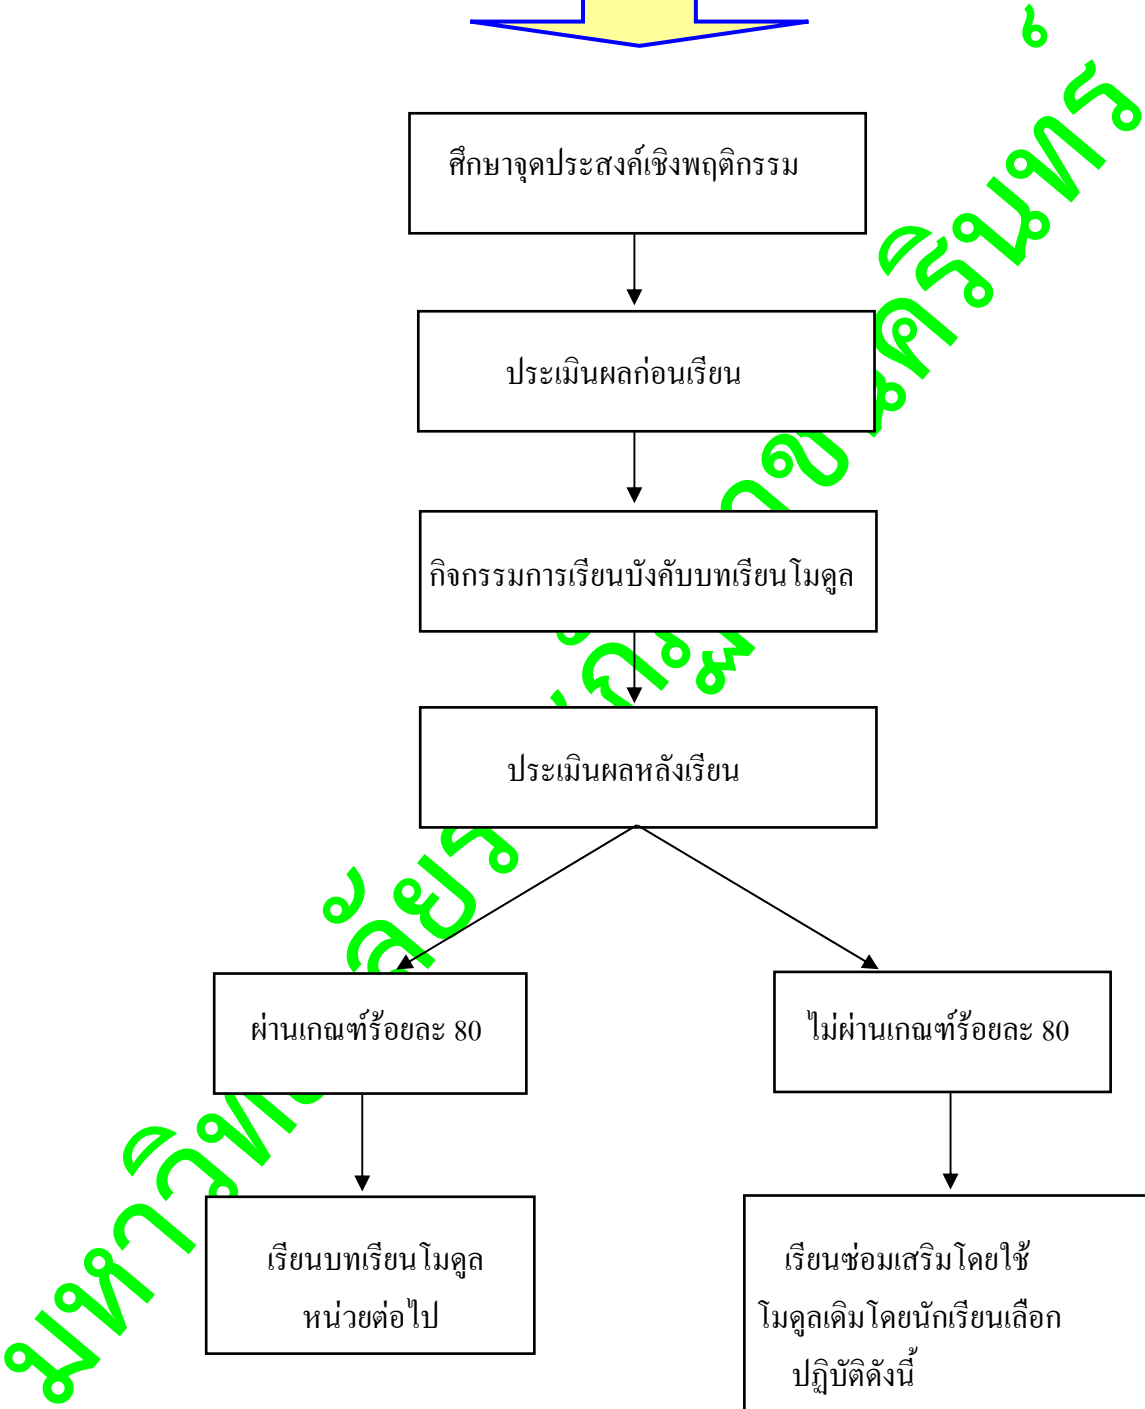 ศึกษาจุดประสงค์เชิงพฤติกรรม
ประเมินผลก่อนเรียน
กิจกรรมการเรียนบังคับบทเรียนโมดูล
ประเมินผลหลังเรียน
ผ่านเกณฑ์ร้อยละ 80
ไม่ผ่านเกณฑ์ร้อยละ 80
เรียนบทเรียนโมดูล
หน่วยต่อไป
เรียนซ่อมเสริมโดยใช้
โมดูลเดิมโดยนักเรียนเลือก
ปฏิบัติดังนี้